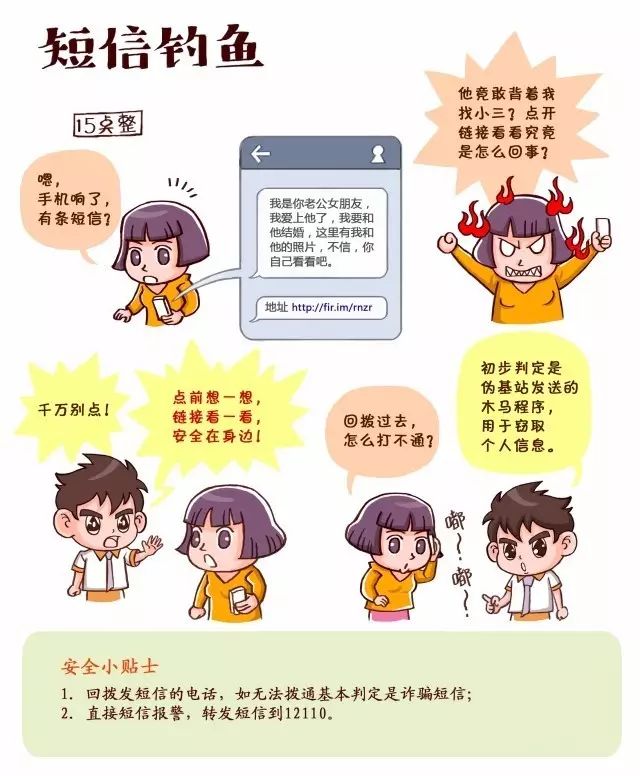 短信钓鱼
15点整
嗯，
手机响了，
有条短信？
我是你老公女朋友，
我爱上他了，我要和
他结婚，这里有我和
他的照片，不信，你
自己看看吧。
地址 http://fir.im/rnzr
他竟敢背着我
找小三？点开
链接看看究竟
是怎么回事？
千万别点！
点前想一想，
链接看一看，
安全在身边！
回拨过去，
怎么打不通？
嘟～嘟～
初步判定是
伪基站发送的
木马程序，
用于窃取
个人信息。
安全小贴士
1. 回拨发短信的电话，如无法拨通基本判定是诈骗短信；
2. 直接短信报警，转发短信到12110。